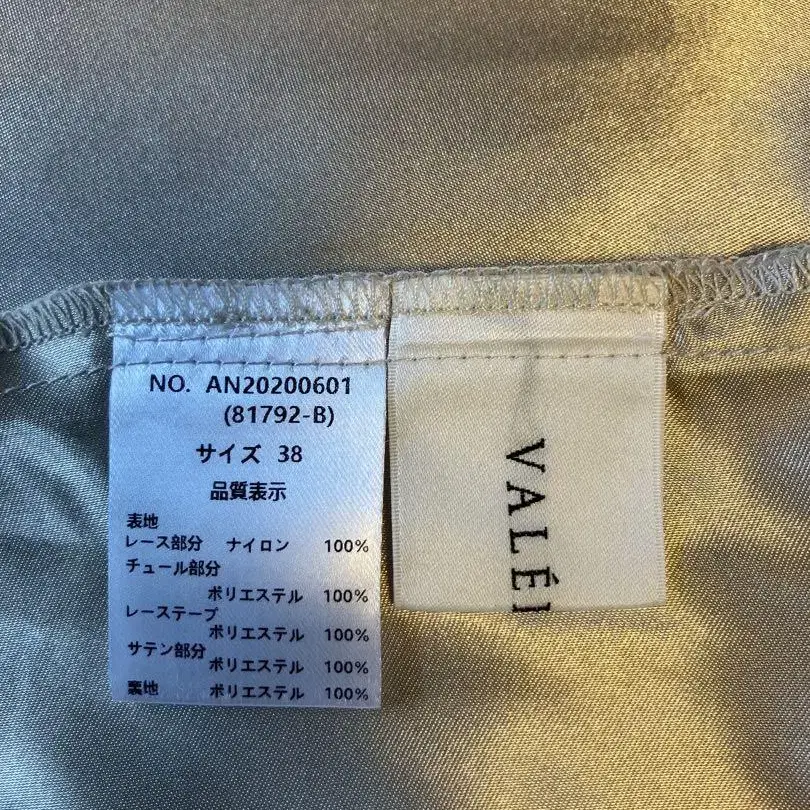 NO. AN20200601
(81792-B)
サイズ 38
品質表示
表地
レース部分 ナイロン 100%
チュール部分
ポリエステル 100%
レーステープ
ポリエステル 100%
サテン部分
ポリエステル 100%
裏地 ポリエステル 100%
VALÉ